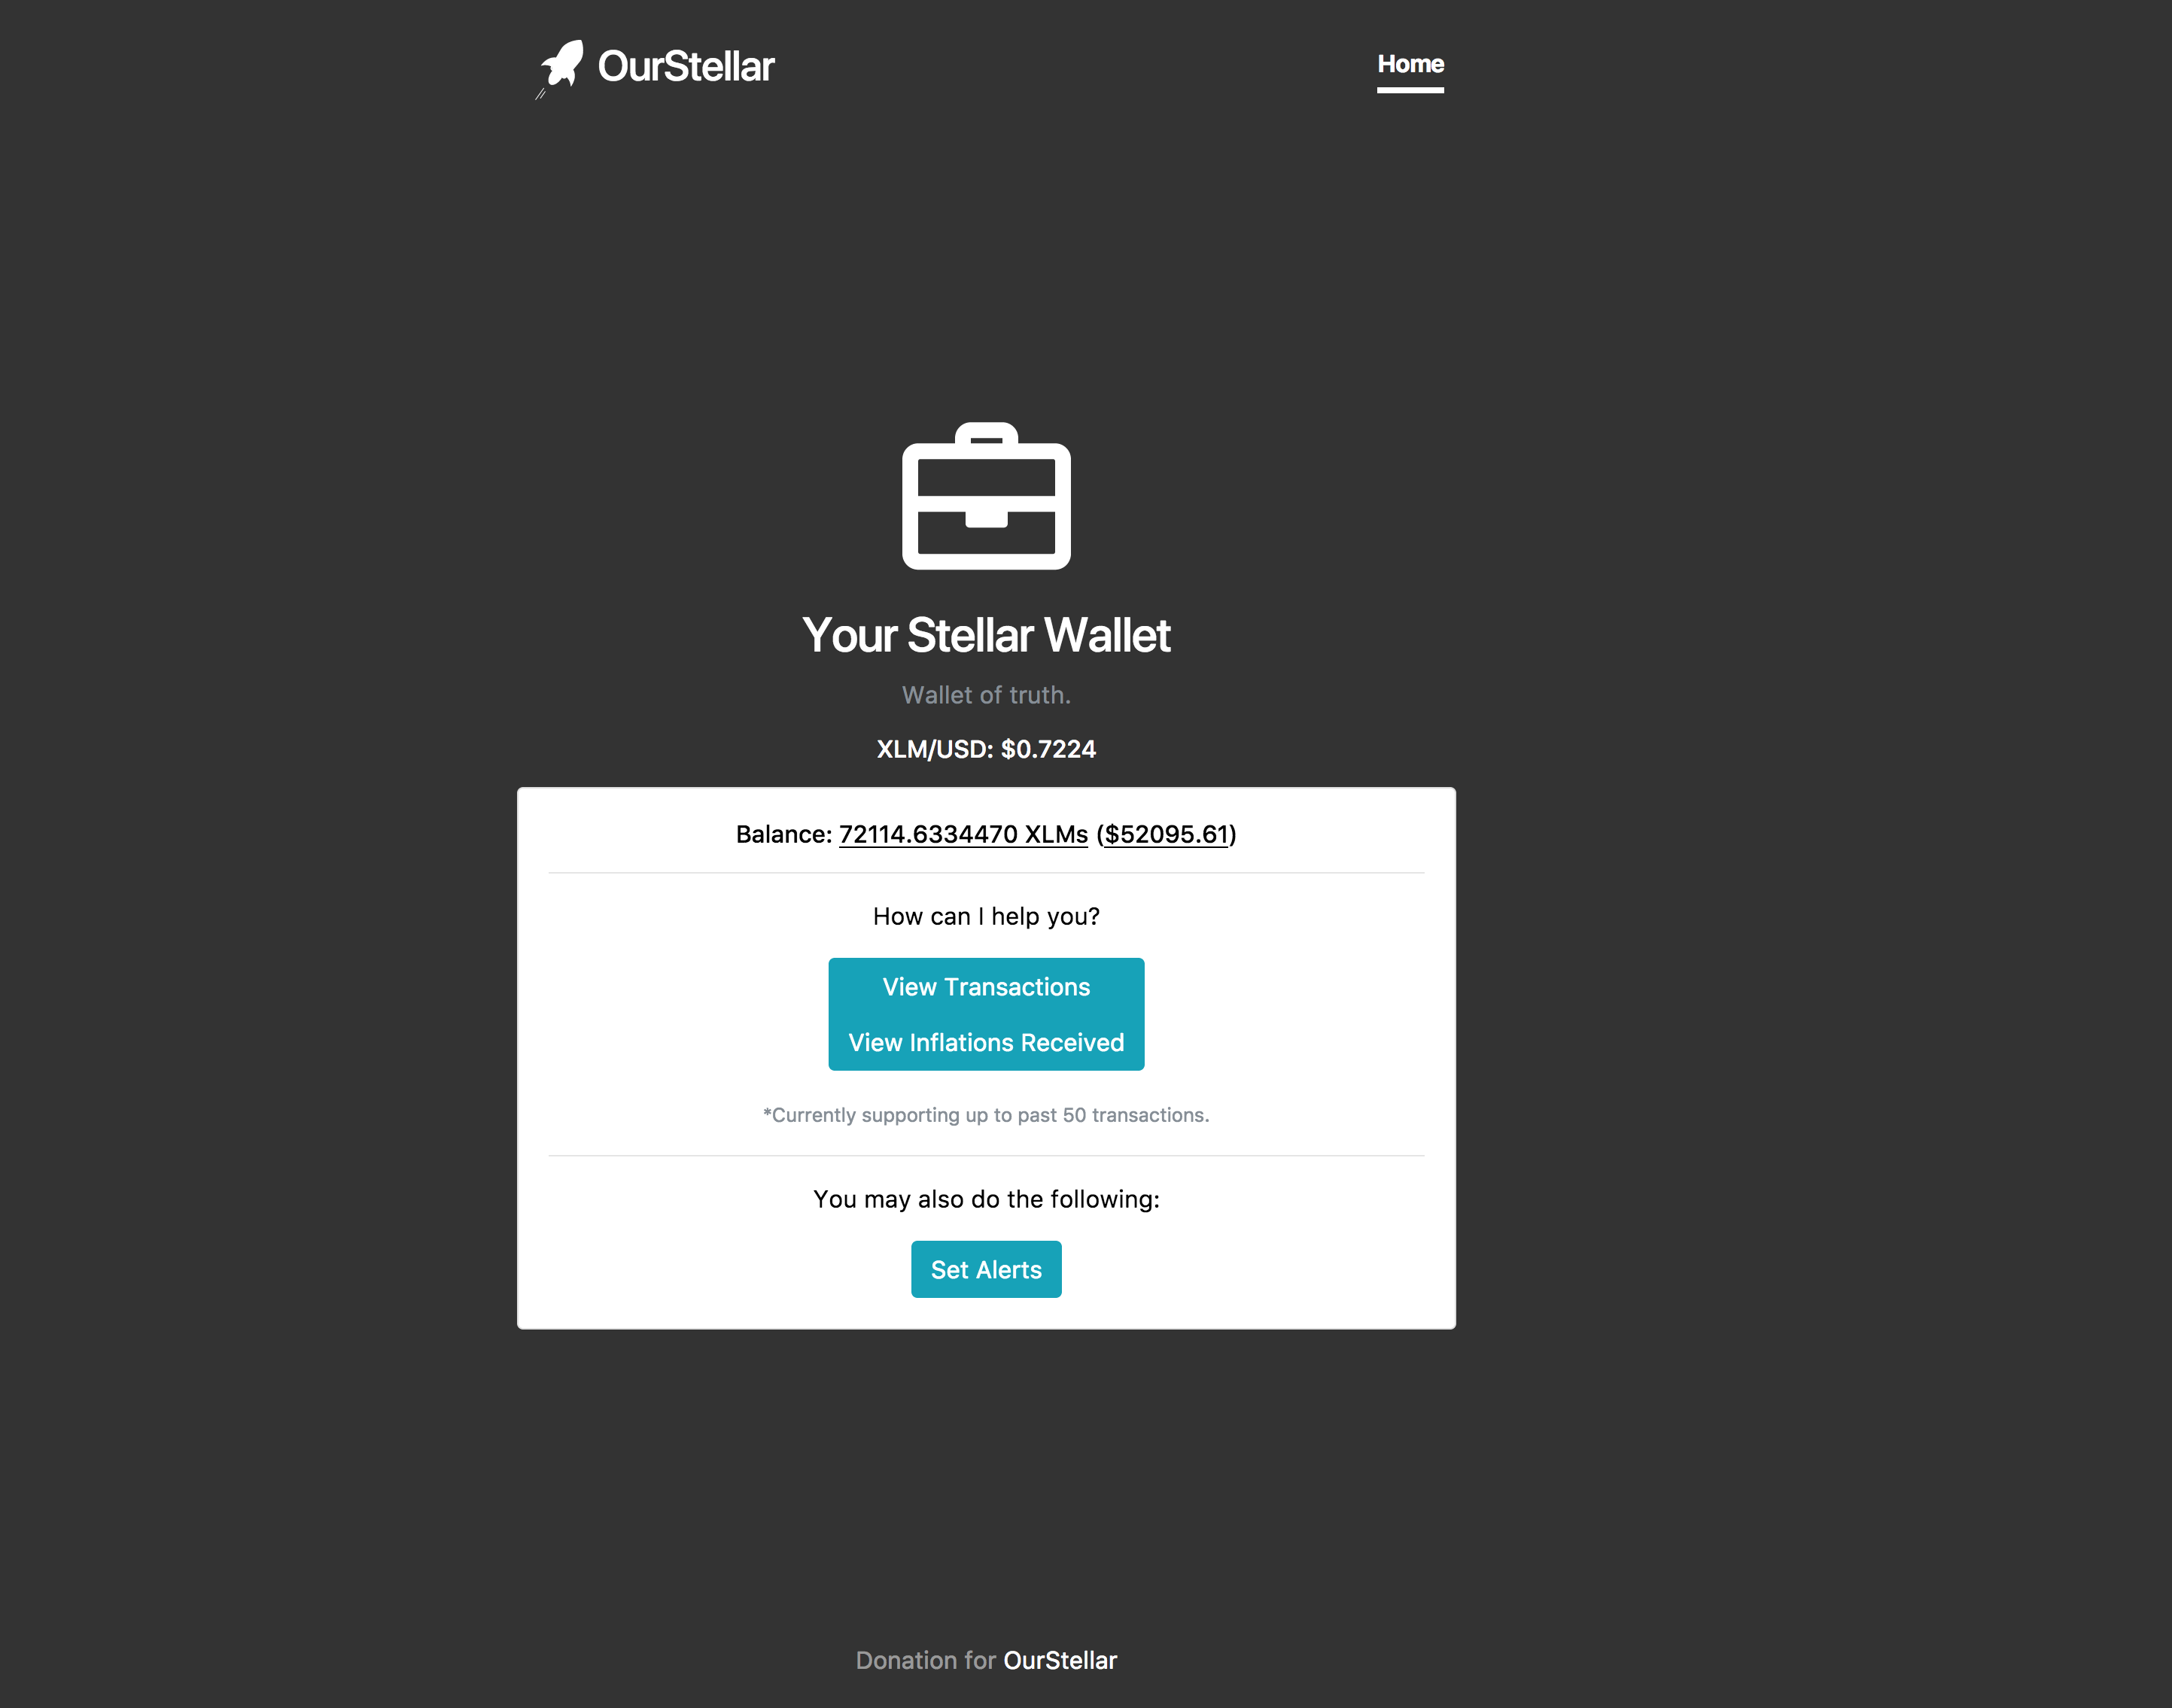 OurStellar
Home
Your Stellar Wallet
Wallet of truth.
XLM/USD: $0.7224
Balance: 72114.6334470 XLMs ($52095.61)
How can I help you?
View Transactions
View Inflations Received
*Currently supporting up to past 50 transactions.
You may also do the following:
Set Alerts
Donation for OurStellar